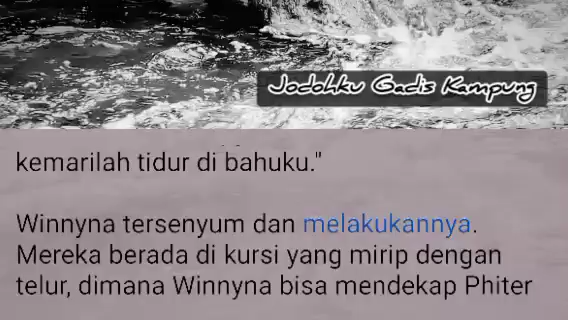 Jodohku Gadis Kampung
kemarilah tidur di bahuku."
Winnyna tersenyum dan melakukannya.
Mereka berada di kursi yang mirip dengan
telur, dimana Winnyna bisa mendekap Phiter